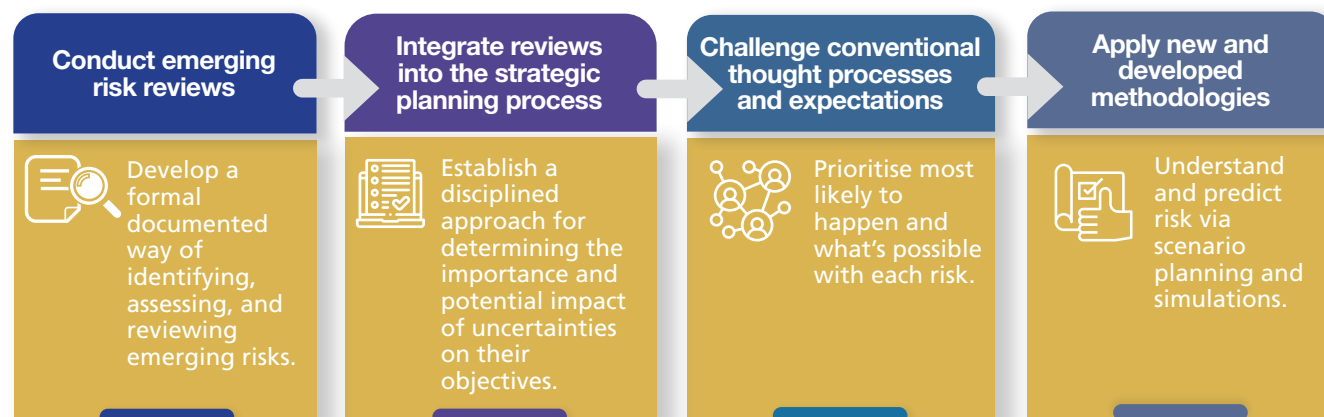 Conduct emerging
risk reviews
Develop a
formal
documented
way of
identifying,
assessing, and
reviewing
emerging risks.
Integrate reviews
into the strategic
planning process
Establish a
disciplined
approach for
determining the
importance and
potential impact
of uncertainties
on their
objectives.
Challenge conventional
thought processes
and expectations
Prioritise most
likely to
happen and
what's possible
with each risk.
Apply new and
developed
methodologies
Understand
and predict
risk via
scenario
planning and
simulations.